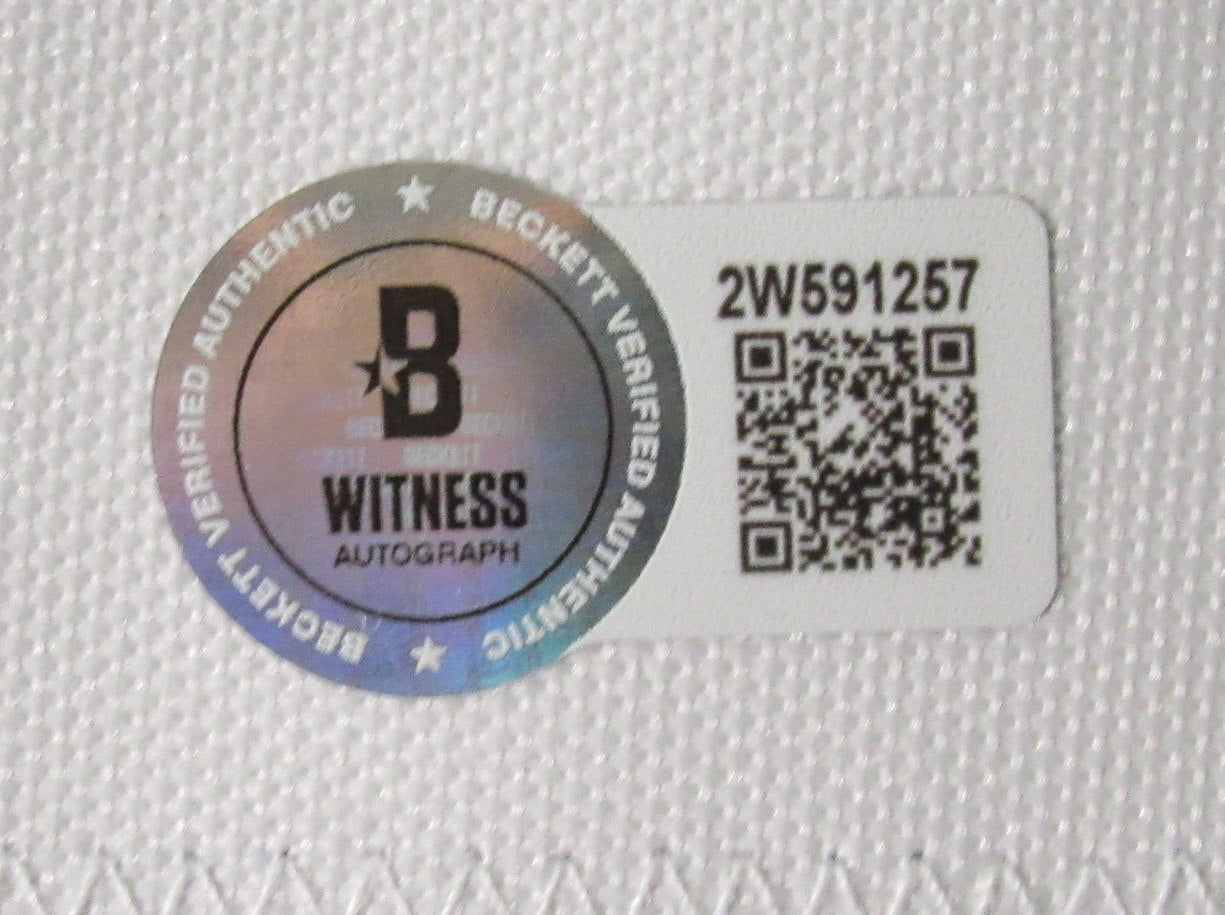 BECKETT VERIFIED AUTHENTIC
BECKETT VERIFIED AUTHENTIC
B
WITNESS
AUTOGRAPH
2W591257